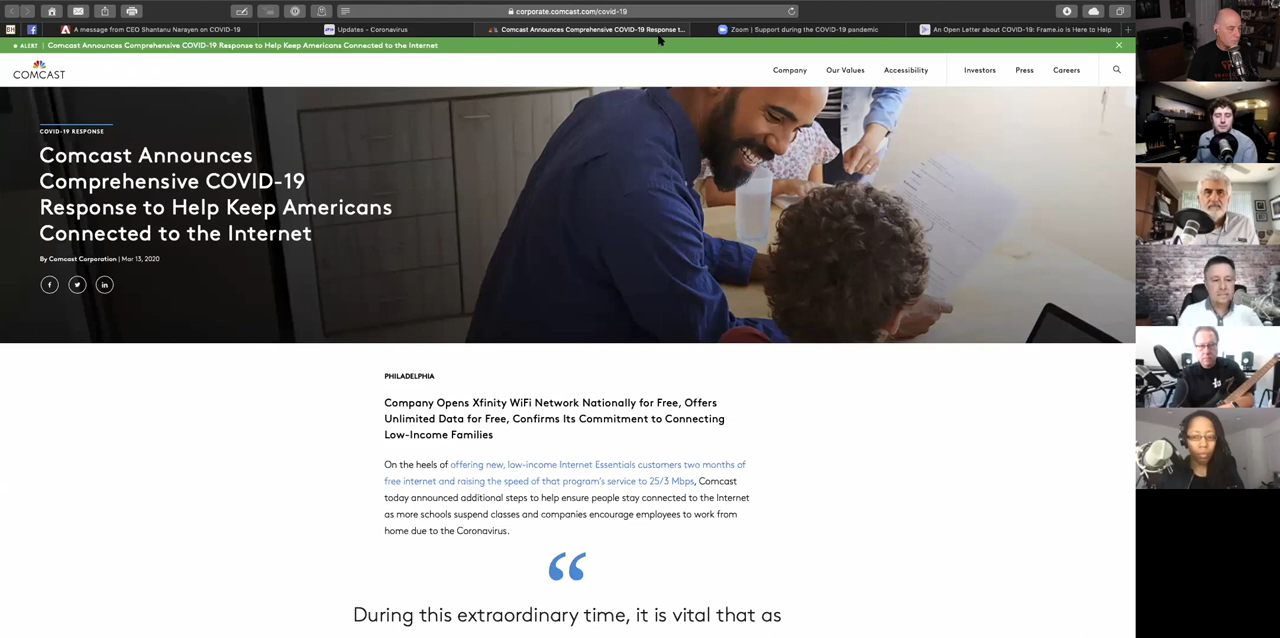 corporate.comcast.com/covid-19
BH
A message from CEO Shantanu Narayen on COVID-19
Updates - Coronavirus
Comcast Announces Comprehensive COVID-19 Response t...
Zoom | Support during the COVID-19 pandemic
An Open Letter about COVID-19: Frame.io Is Here to Help
ALERT | Comcast Announces Comprehensive COVID-19 Response to Help Keep Americans Connected to the Internet
COMCAST
Company
Our Values
Accessibility
Investors
Press
Careers
COVID-19 RESPONSE
Comcast Announces
Comprehensive COVID-19
Response to Help Keep Americans
Connected to the Internet
By Comcast Corporation | Mar 13, 2020
PHILADELPHIA
Company Opens Xfinity WiFi Network Nationally for Free, Offers
Unlimited Data for Free, Confirms Its Commitment to Connecting
Low-Income Families
On the heels of offering new, low-income Internet Essentials customers two months of
free internet and raising the speed of that program's service to 25/3 Mbps, Comcast
today announced additional steps to help ensure people stay connected to the Internet
as more schools suspend classes and companies encourage employees to work from
home due to the Coronavirus.
“
During this extraordinary time, it is vital that as